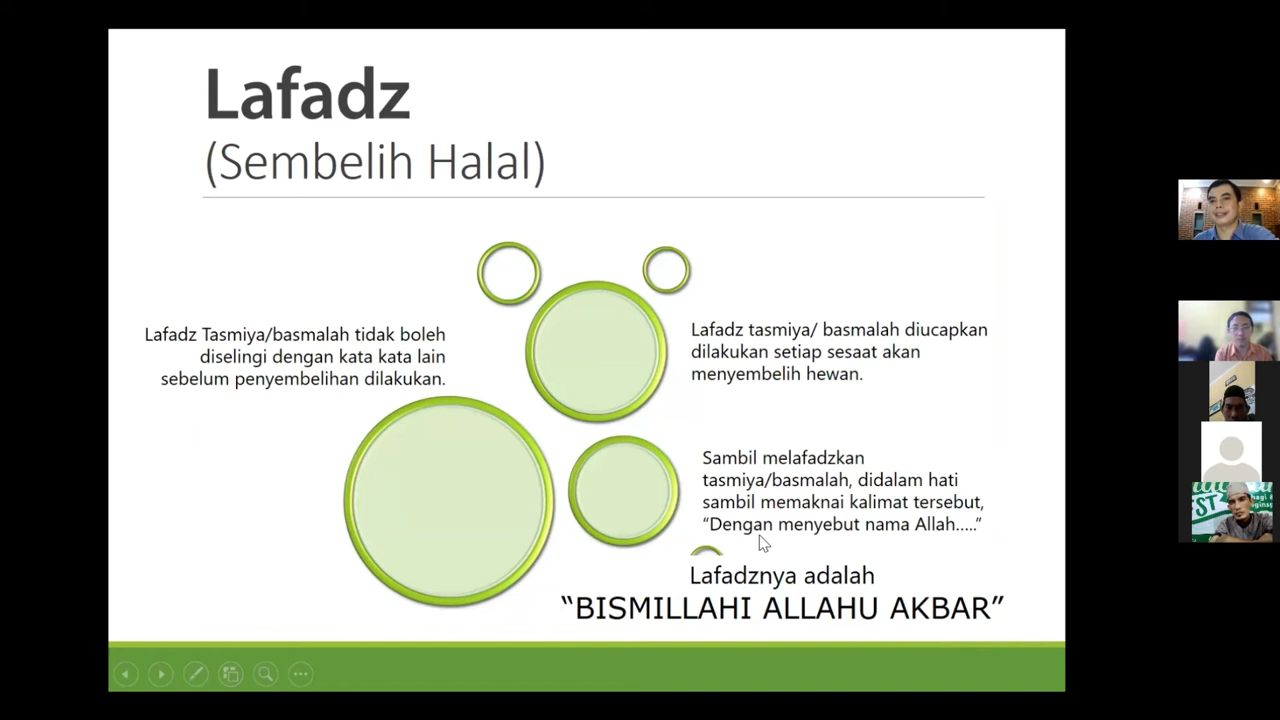 Lafadz
(Sembelih Halal)
Lafadz Tasmiya/basmalah tidak boleh
diselingi dengan kata kata lain
sebelum penyembelihan dilakukan.
Lafadz tasmiya/ basmalah diucapkan
dilakukan setiap sesaat akan
menyembelih hewan.
Sambil melafadzkan
tasmiya/basmalah, didalam hati
sambil memaknai kalimat tersebut,
“Dengan menyebut nama Allah.....”
Lafadznya adalah
“BISMILLAHI ALLAHU AKBAR”
ST